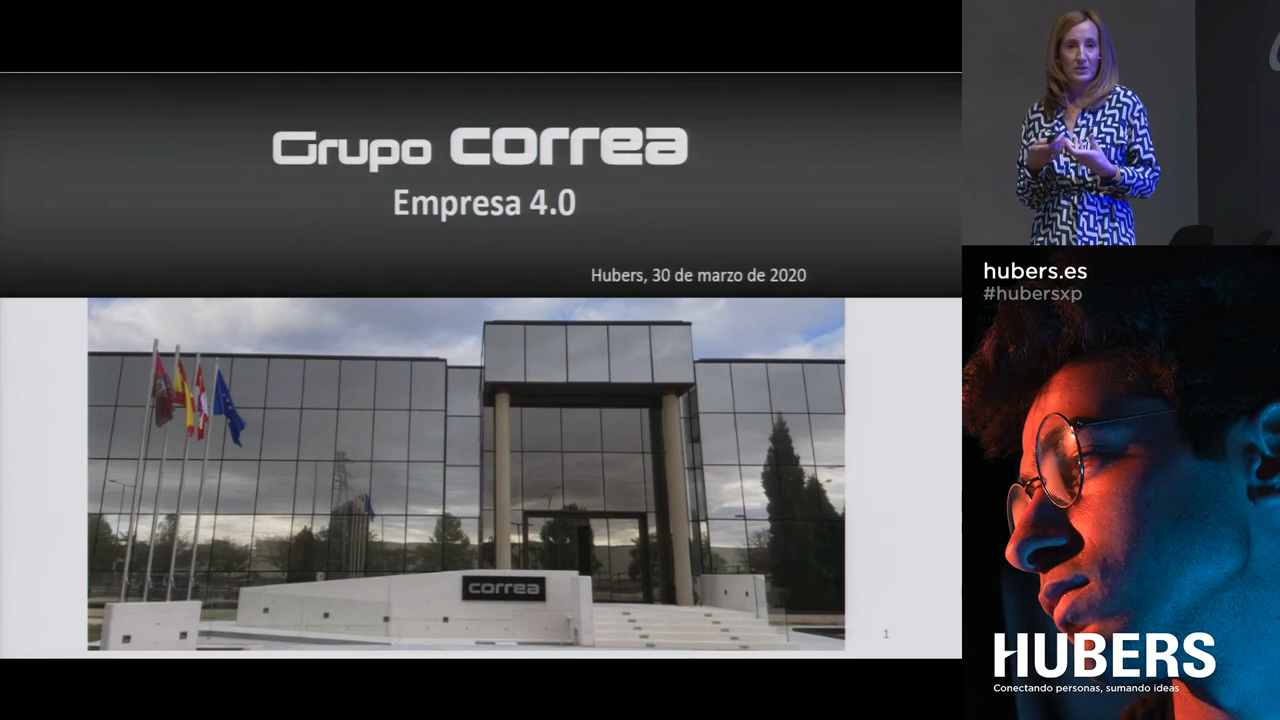 Grupo correa
Empresa 4.0
Hubers, 30 de marzo de 2020
correa
1
hubers.es
#hubersxp
HUBERS
Conectando personas, sumando ideas